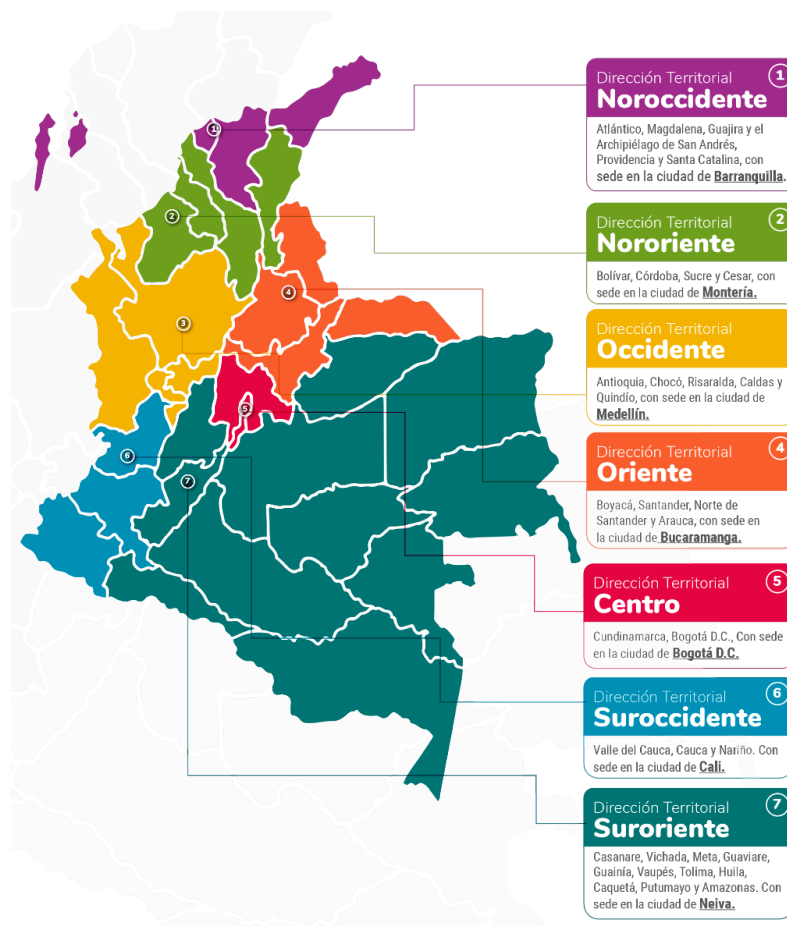 Dirección Territorial 1
Noroccidente
Atlántico, Magdalena, Guajira y el
Archipiélago de San Andrés,
Providencia y Santa Catalina, con
sede en la ciudad de Barranquilla.
Dirección Territorial 2
Nororiente
Bolívar, Córdoba, Sucre y Cesar, con
sede en la ciudad de Montería.
Dirección Territorial
Occidente
Antioquia, Chocó, Risaralda, Caldas y
Quindío, con sede en la ciudad de
Medellín.
Dirección Territorial 4
Oriente
Boyacá, Santander, Norte de
Santander y Arauca, con sede en
la ciudad de Bucaramanga.
Dirección Territorial 5
Centro
Cundinamarca, Bogotá D.C., Con sede
en la ciudad de Bogotá D.C.
Dirección Territorial 6
Suroccidente
Valle del Cauca, Cauca y Nariño. Con
sede en la ciudad de Cali.
Dirección Territorial 7
Suroriente
Casanare, Vichada, Meta, Guaviare,
Guainía, Vaupés, Tolima, Huila,
Caquetá, Putumayo y Amazonas. Con
sede en la ciudad de Neiva.
1
2
3
4
5
6
7